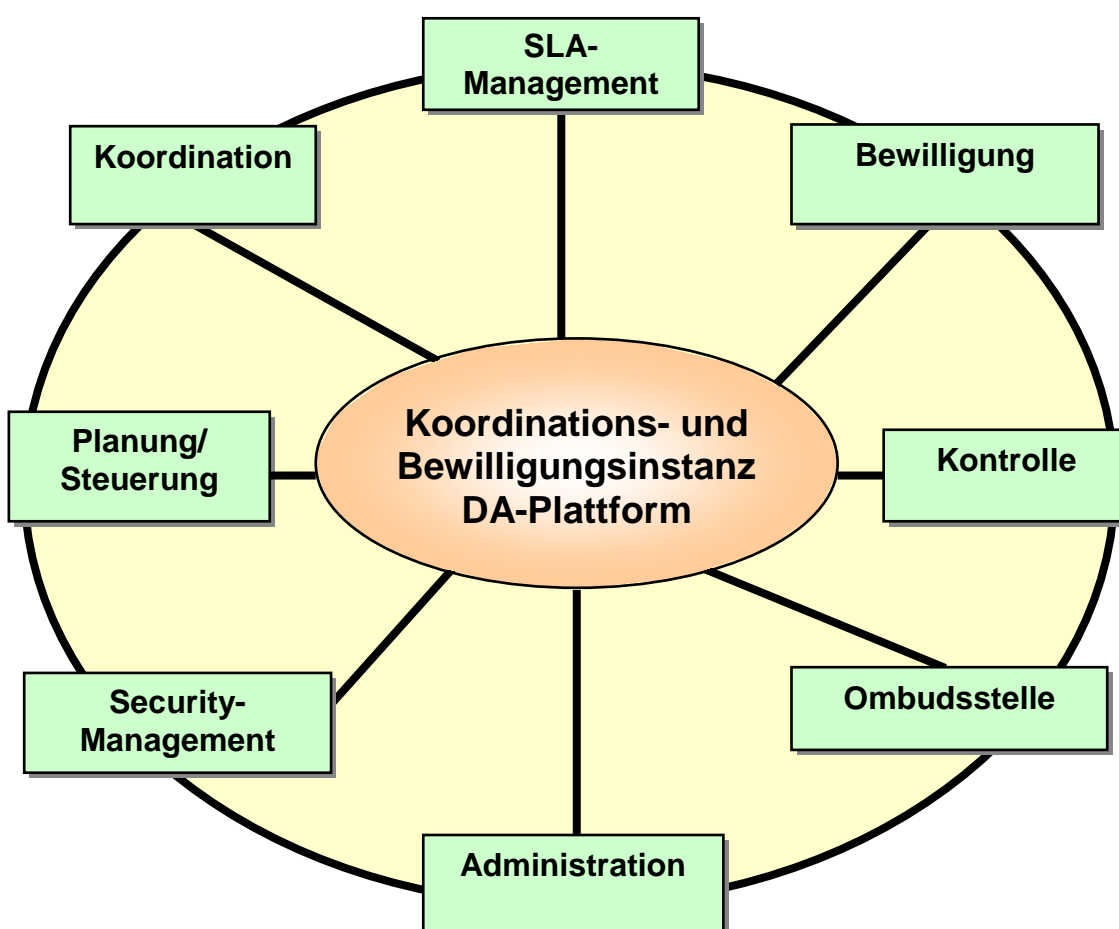 SLA-
Management
Koordination
Bewilligung
Koordinations- und
Bewilligungsinstanz
DA-Plattform
Planung/
Steuerung
Kontrolle
Security-
Management
Ombudsstelle
Administration